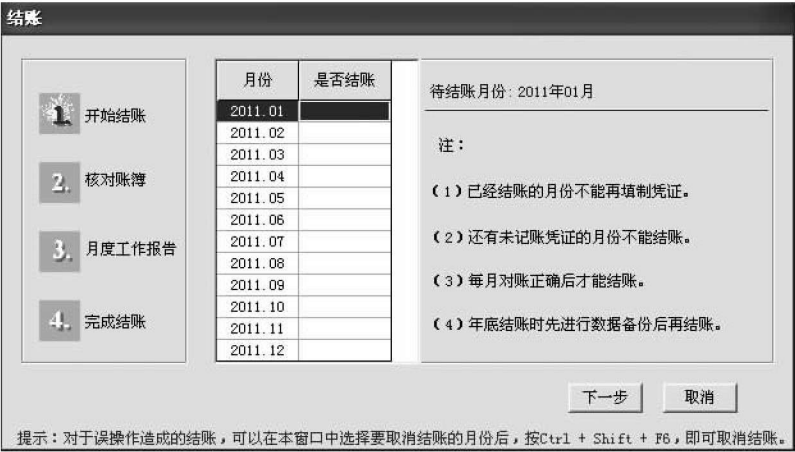 结账
1. 开始结账
2. 核对账簿
3. 月度工作报告
4. 完成结账
月份 是否结账
2011.01
2011.02
2011.03
2011.04
2011.05
2011.06
2011.07
2011.08
2011.09
2011.10
2011.11
2011.12
待结账月份: 2011年01月
注：
(1)已经结账的月份不能再填制凭证。
(2)还有未记账凭证的月份不能结账。
(3)每月对账正确后才能结账。
(4)年底结账时先进行数据备份后再结账。
下一步 取消
提示：对于误操作造成的结账，可以在本窗口中选择要取消结账的月份后，按Ctrl + Shift + F6，即可取消结账。